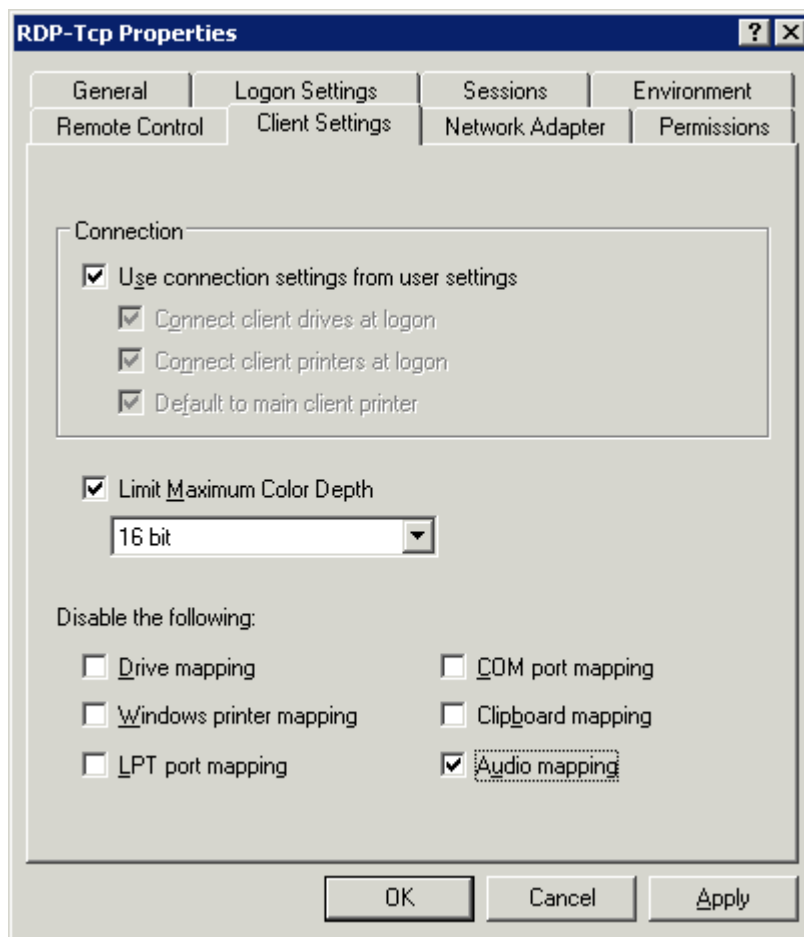 RDP-Tcp Properties
General Logon Settings Sessions Environment
Remote Control Client Settings Network Adapter Permissions
Connection
Use connection settings from user settings
Connect client drives at logon
Connect client printers at logon
Default to main client printer
Limit Maximum Color Depth
16 bit
Disable the following:
Drive mapping COM port mapping
Windows printer mapping Clipboard mapping
LPT port mapping Audio mapping
OK Cancel Apply